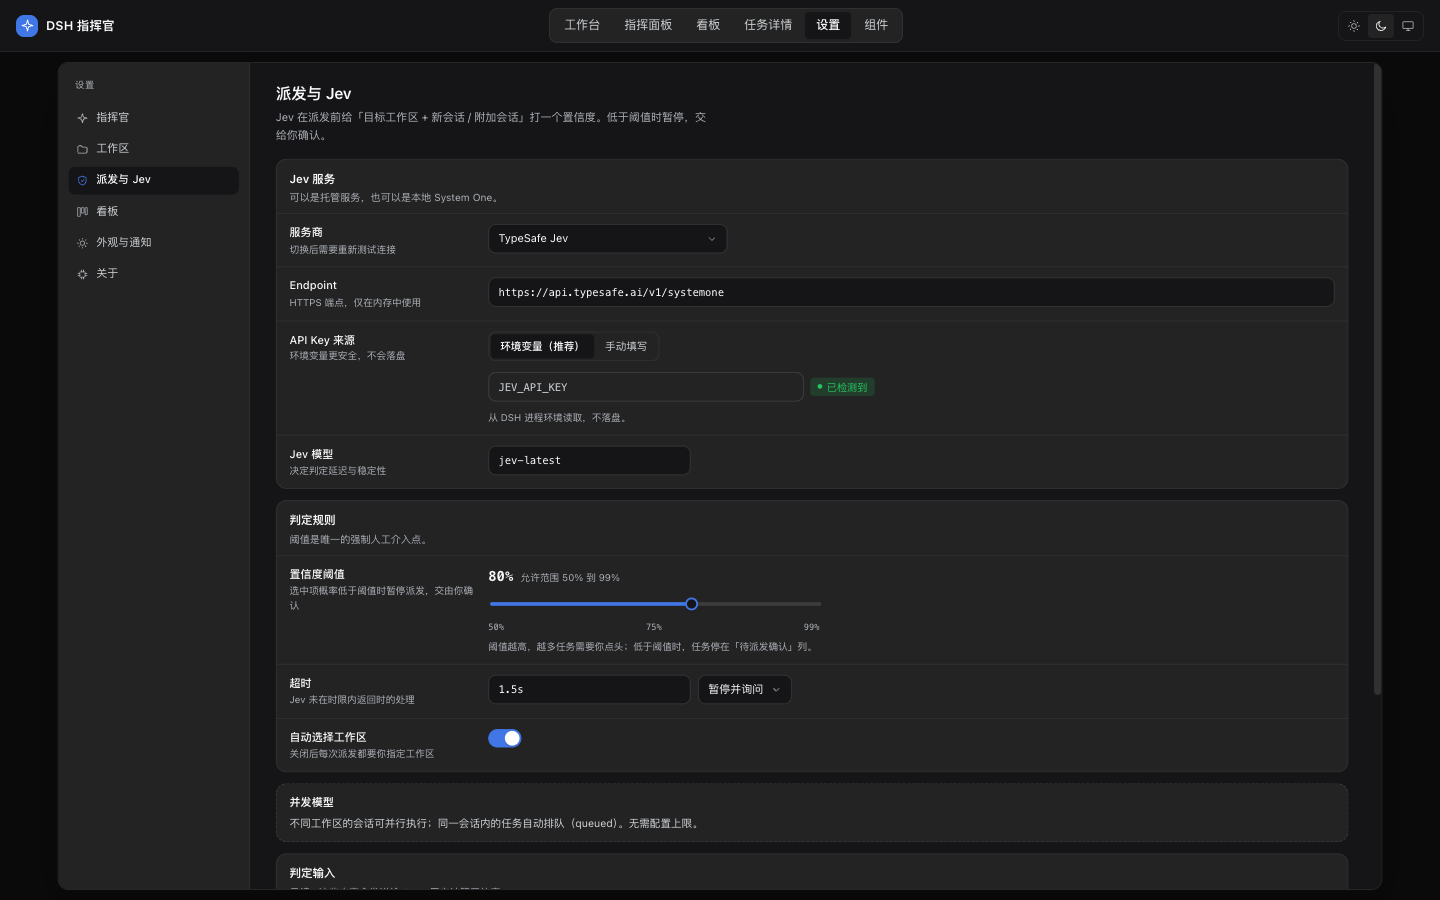 DSH 指挥官
工作台 指挥面板 看板 任务详情 设置 组件
设置
指挥官
工作区
派发与 Jev
看板
外观与通知
关于
派发与 Jev
Jev 在派发前给「目标工作区 + 新会话 / 附加会话」打一个置信度。低于阈值时暂停，交
给你确认。
Jev 服务
可以是托管服务，也可以是本地 System One。
服务商
切换后需要重新测试连接
TypeSafe Jev
Endpoint
HTTPS 端点，仅在内存中使用
https://api.typesafe.ai/v1/systemone
API Key 来源
环境变量更安全，不会落盘
环境变量（推荐） 手动填写
JEV_API_KEY
已检测到
从 DSH 进程环境读取，不落盘。
Jev 模型
决定判定延迟与稳定性
jev-latest
判定规则
阈值是唯一的强制人工介入点。
置信度阈值
选中项概率低于阈值时暂停派发，交由你确
认
80% 允许范围 50% 到 99%
50% 75% 99%
阈值越高，越多任务需要你点头；低于阈值时，任务停在「待派发确认」列。
超时
Jev 未在时限内返回时的处理
1.5s
暂停并询问
自动选择工作区
关闭后每次派发都要你指定工作区
并发模型
不同工作区的会话可并行执行；同一会话内的任务自动排队（queued）。无需配置上限。
判定输入